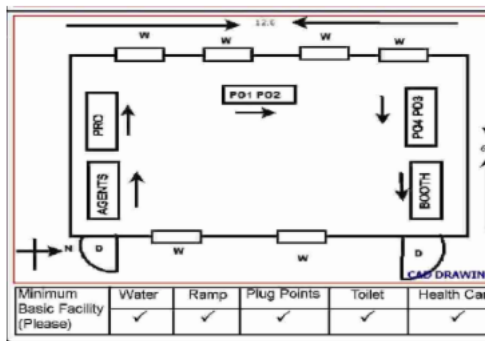 12.0
W W W W
PO1 PO2
PRO
PO4 PO3
AGENTS
BOOTH
N D W W D
CAD DRAWIN
Minimum Basic Facility (Please) Water Ramp Plug Points Toilet Health Car
✓ ✓ ✓ ✓ ✓